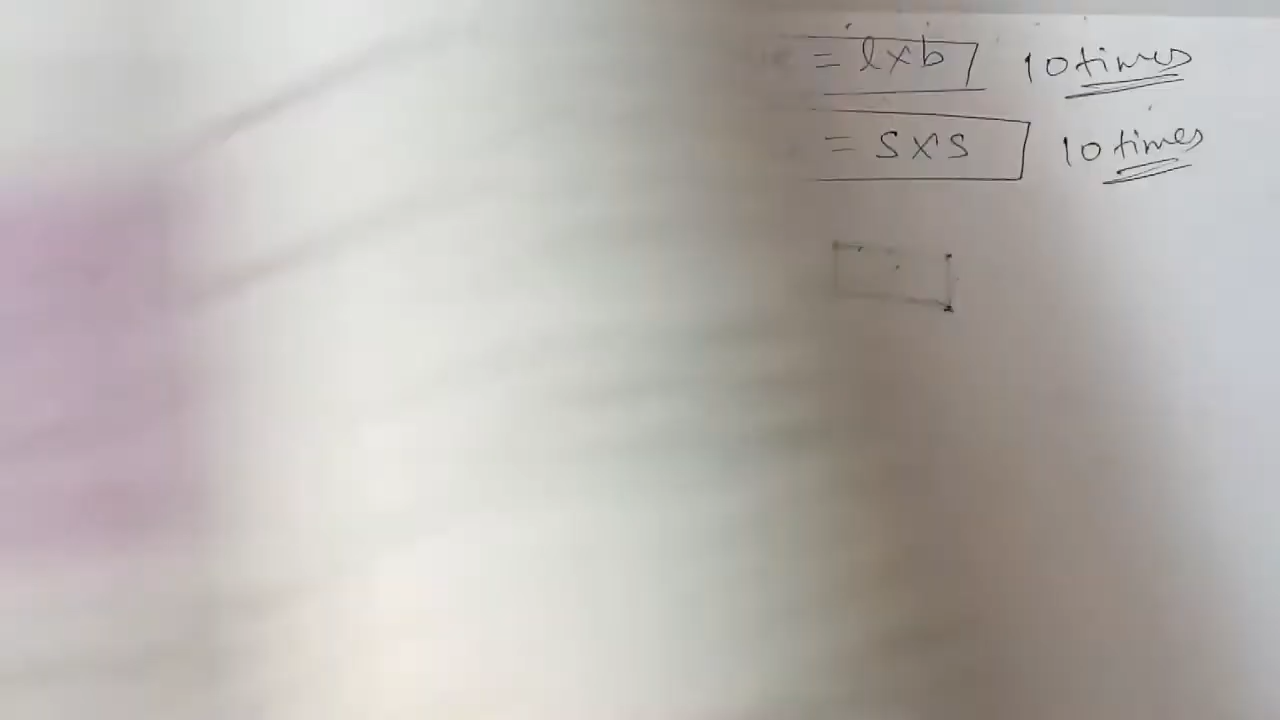 = l x b 10 times
= s x s 10 times